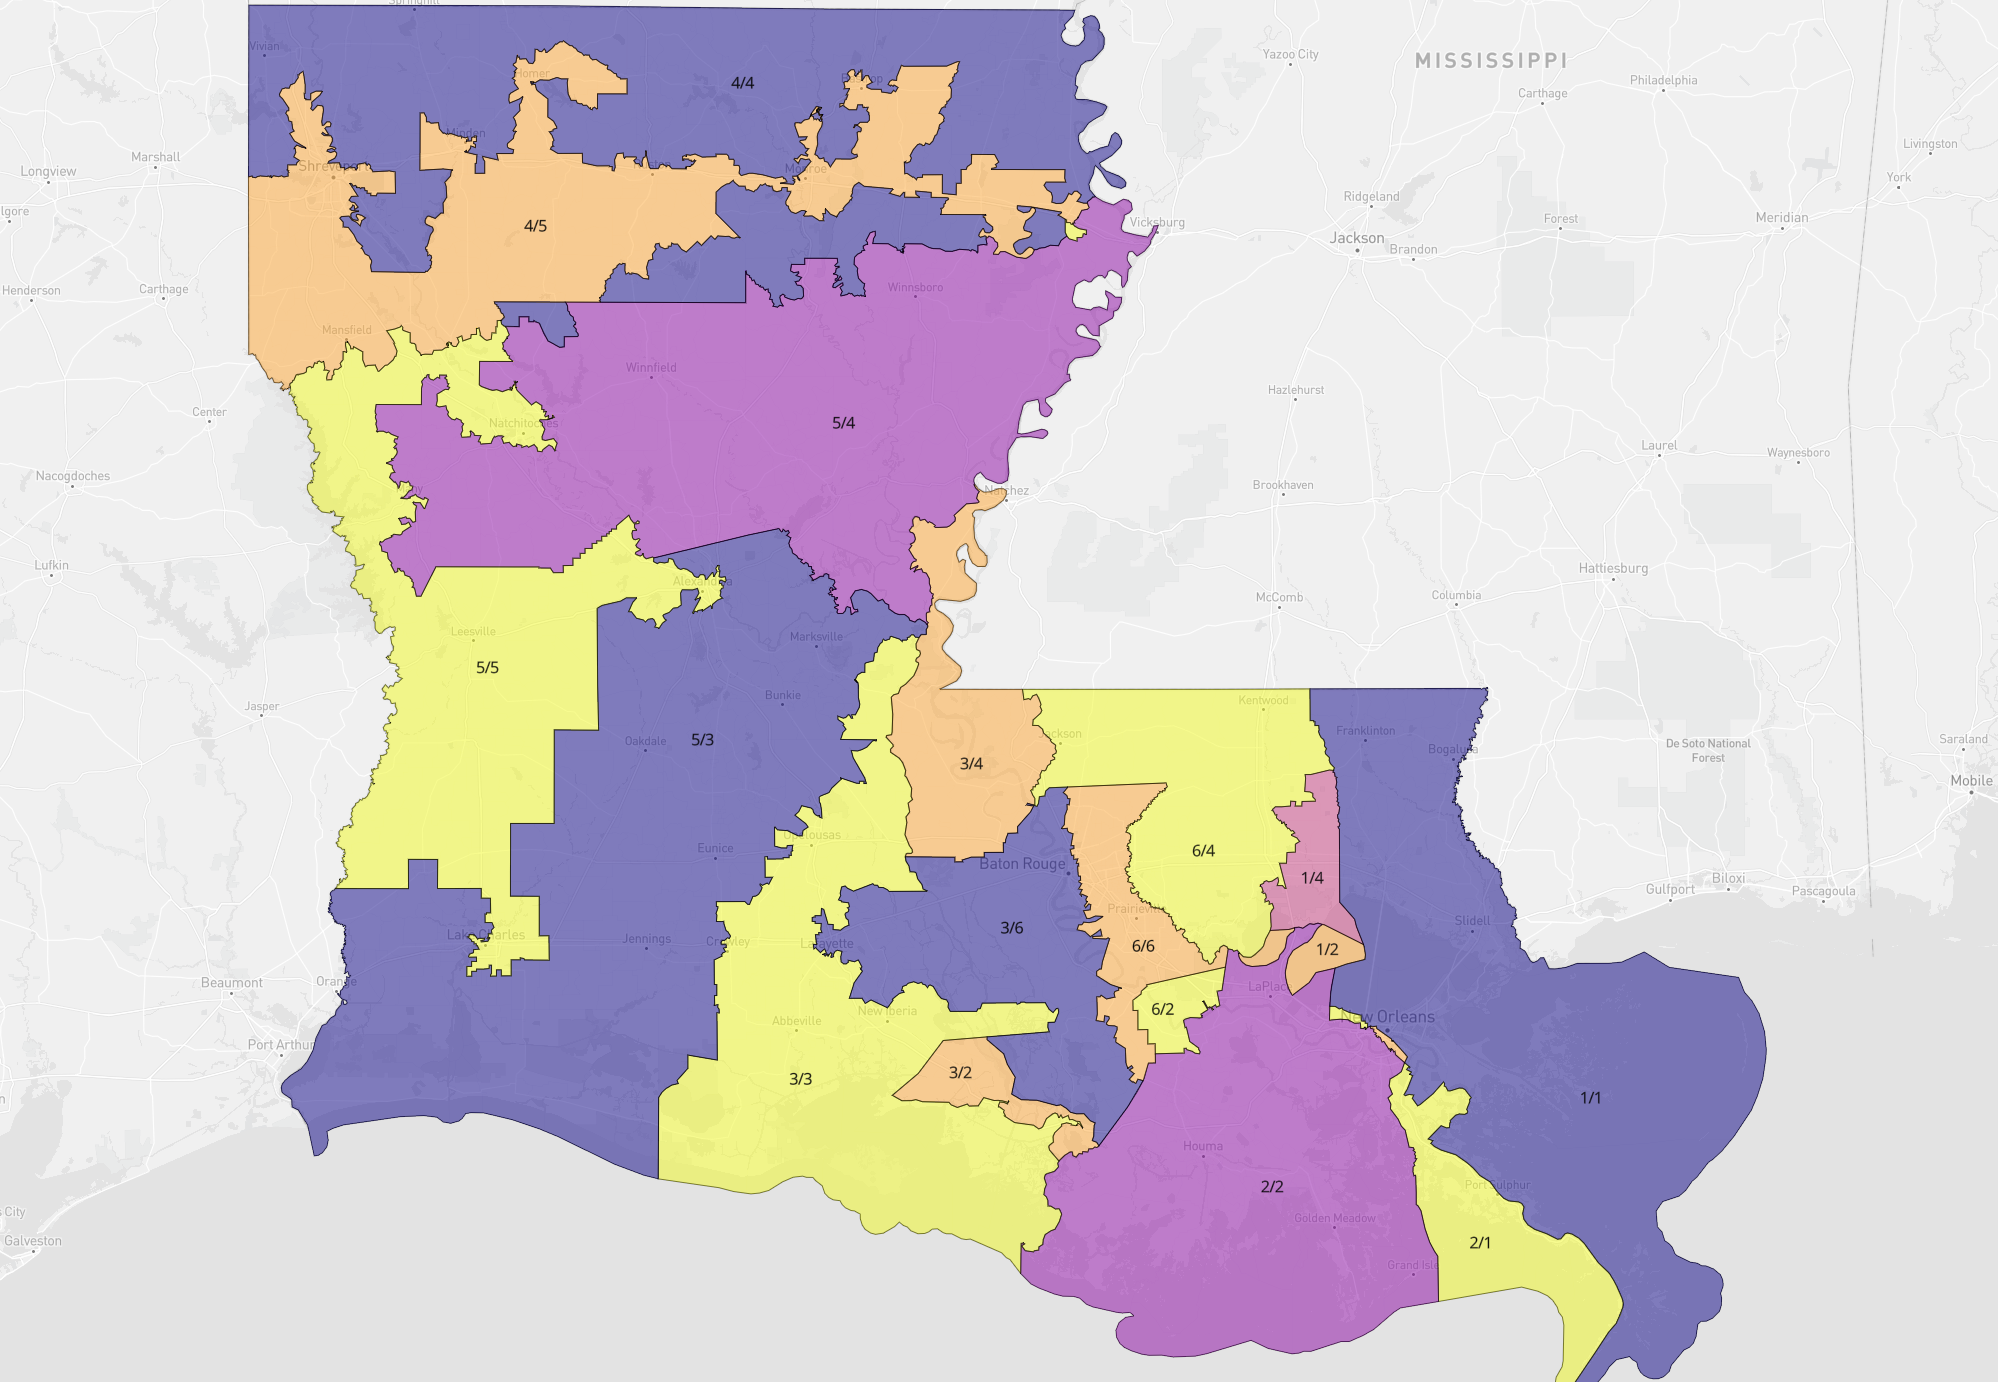 Springhill
Vivian
Homer
4/4
MISSISSIPPI
Yazoo City
Philadelphia
Carthage
Minden
Longview
Marshall
Shreveport
Monroe
Livingston
York
Ridgeland
lgore
4/5
Vicksburg
Forest
Meridian
Jackson
Brandon
Henderson
Carthage
Winnsboro
Mansfield
Winnfield
Center
Hazlehurst
Natchitoches
5/4
Laurel
Waynesboro
Nacogdoches
Natchez
Brookhaven
Lufkin
Alexandria
Hattiesburg
McComb
Columbia
Leesville
Marksville
5/5
Jasper
Bunkie
Kentwood
Oakdale
5/3
Jackson
Franklinton
Bogalusa
De Soto National
Forest
Saraland
3/4
Mobile
Opelousas
Eunice
Baton Rouge
6/4
1/4
Gulfport
Biloxi
Pascagoula
Prairieville
Slidell
Lake Charles
Jennings
Crowley
Lafayette
3/6
6/6
1/2
Beaumont
Orange
LaPlace
Abbeville
New Iberia
6/2
New Orleans
Port Arthur
3/3
3/2
1/1
Houma
2/2
Port Sulphur
s City
Galveston
Golden Meadow
2/1
Grand Isle